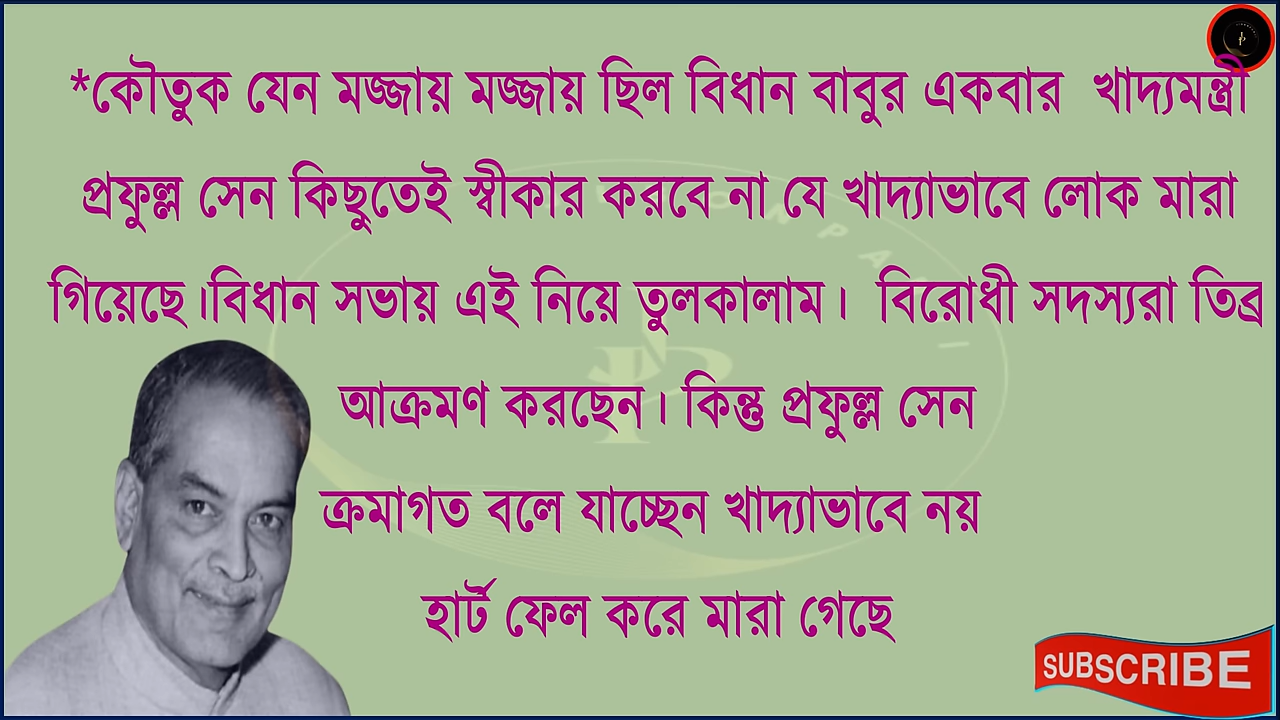 *কৌতুক যেন মজ্জায় মজ্জায় ছিল বিধান বাবুর একবার খাদ্যমন্ত্রী
প্রফুল্ল সেন কিছুতেই স্বীকার করবে না যে খাদ্যাভাবে লোক মারা
গিয়েছে।বিধান সভায় এই নিয়ে তুলকালাম। বিরোধী সদস্যরা তিব্র
আক্রমণ করছেন। কিন্তু প্রফুল্ল সেন
ক্রমাগত বলে যাচ্ছেন খাদ্যাভাবে নয়
হার্ট ফেল করে মারা গেছে
SUBSCRIBE